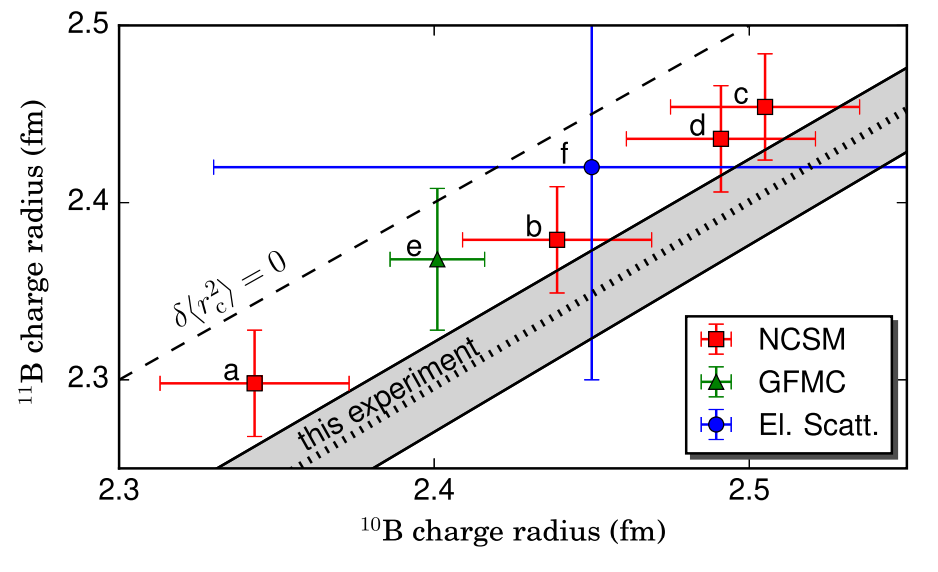 2.5
2.4
2.3
2.3
2.4
2.5
¹¹B charge radius (fm)
¹⁰B charge radius (fm)
δ⟨r²c⟩ = 0
this experiment
a
b
c
d
e
f
NCSM
GFMC
El. Scatt.